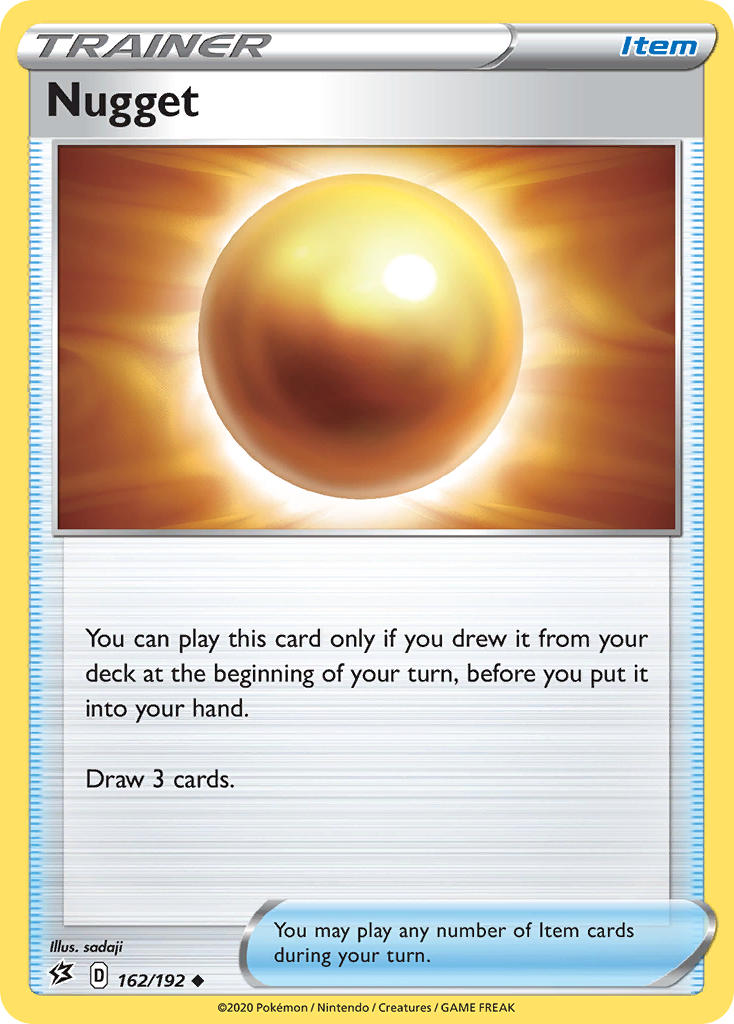 TRAINER
Item
Nugget
You can play this card only if you drew it from your
deck at the beginning of your turn, before you put it
into your hand.
Draw 3 cards.
You may play any number of Item cards
during your turn.
Illus. sadaji
D 162/192
©2020 Pokémon / Nintendo / Creatures / GAME FREAK